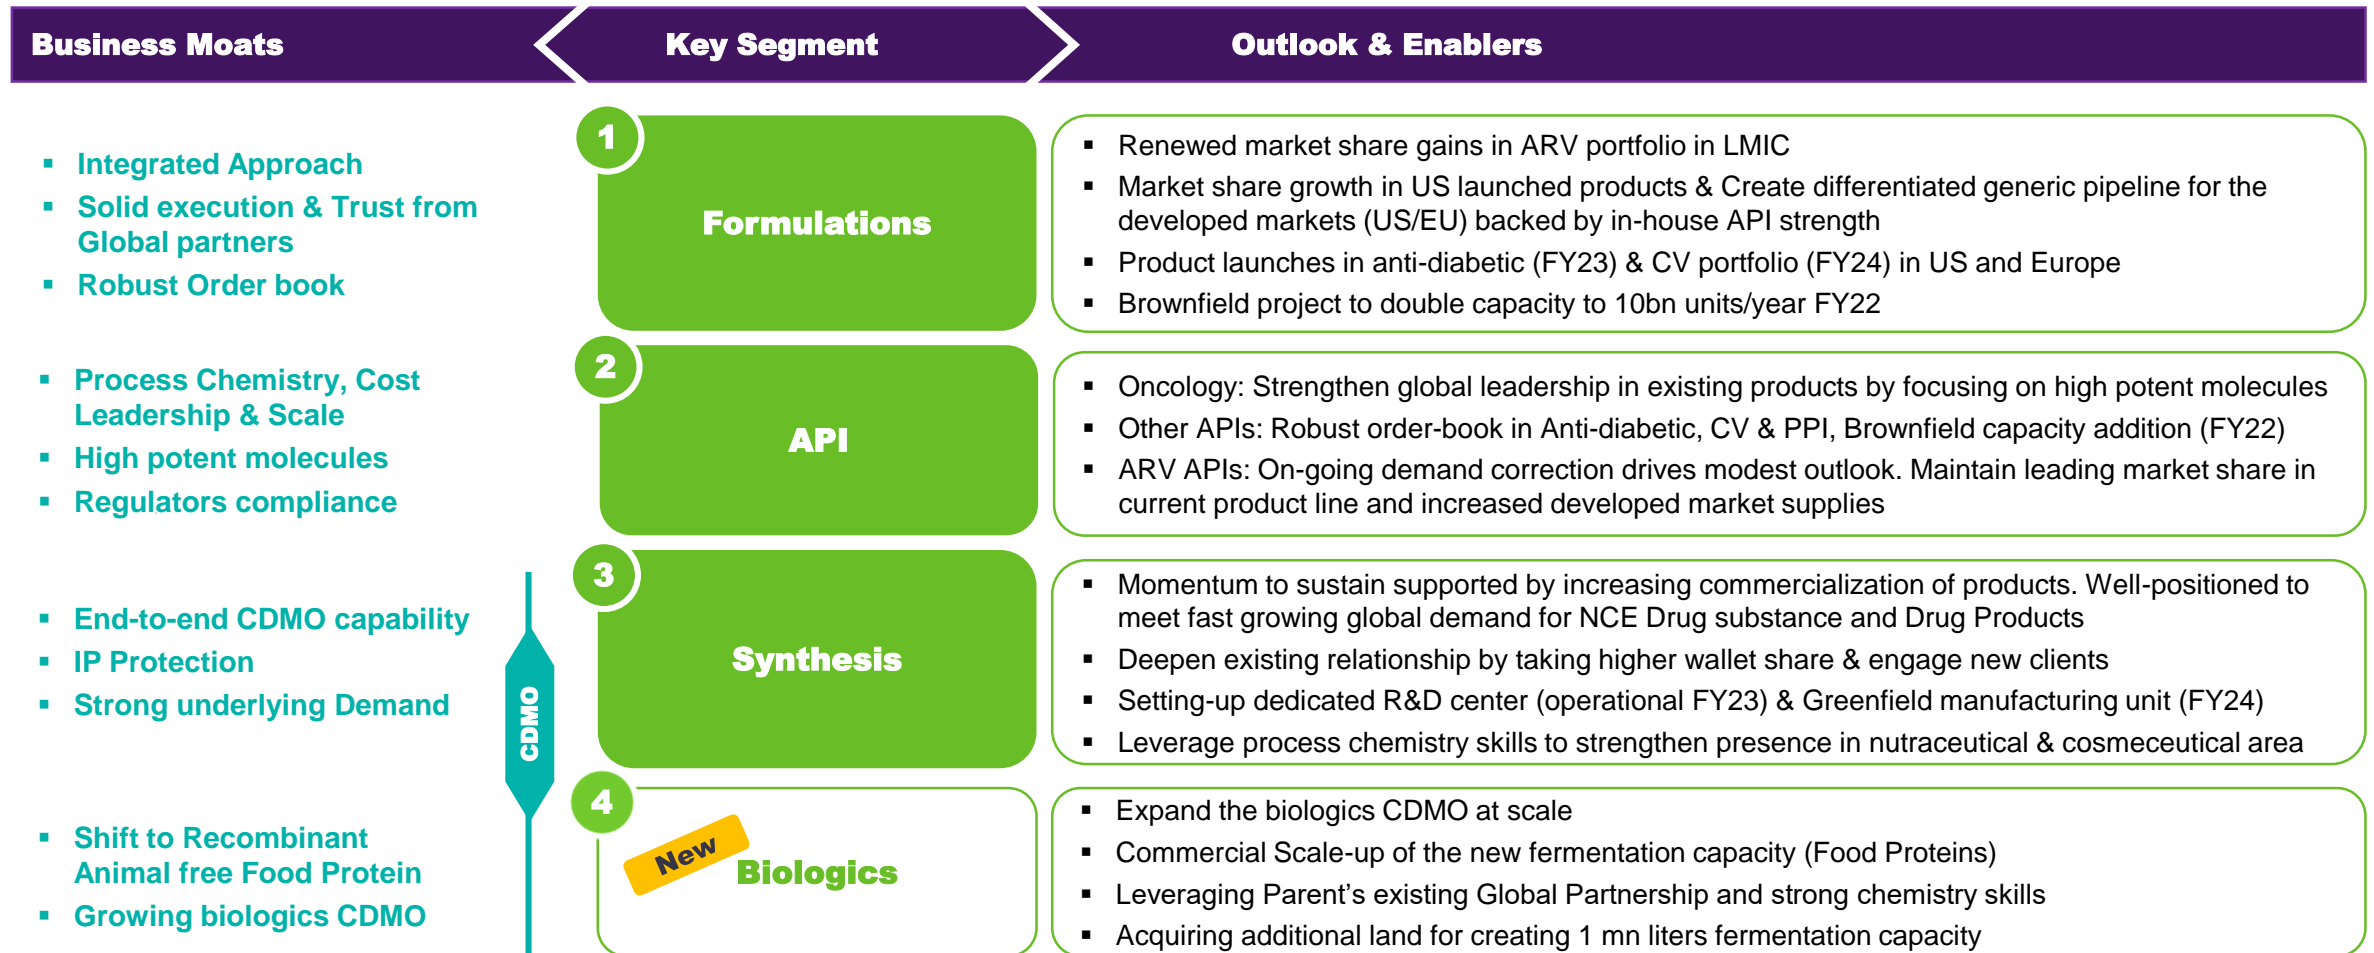 Business Moats
Key Segment
Outlook & Enablers
▪ Integrated Approach
▪ Solid execution & Trust from
Global partners
▪ Robust Order book
1
Formulations
▪ Renewed market share gains in ARV portfolio in LMIC
▪ Market share growth in US launched products & Create differentiated generic pipeline for the
developed markets (US/EU) backed by in-house API strength
▪ Product launches in anti-diabetic (FY23) & CV portfolio (FY24) in US and Europe
▪ Brownfield project to double capacity to 10bn units/year FY22
▪ Process Chemistry, Cost
Leadership & Scale
▪ High potent molecules
▪ Regulators compliance
2
API
▪ Oncology: Strengthen global leadership in existing products by focusing on high potent molecules
▪ Other APIs: Robust order-book in Anti-diabetic, CV & PPI, Brownfield capacity addition (FY22)
▪ ARV APIs: On-going demand correction drives modest outlook. Maintain leading market share in
current product line and increased developed market supplies
▪ End-to-end CDMO capability
▪ IP Protection
▪ Strong underlying Demand
CDMO
3
Synthesis
▪ Momentum to sustain supported by increasing commercialization of products. Well-positioned to
meet fast growing global demand for NCE Drug substance and Drug Products
▪ Deepen existing relationship by taking higher wallet share & engage new clients
▪ Setting-up dedicated R&D center (operational FY23) & Greenfield manufacturing unit (FY24)
▪ Leverage process chemistry skills to strengthen presence in nutraceutical & cosmeceutical area
▪ Shift to Recombinant
Animal free Food Protein
▪ Growing biologics CDMO
4
New
Biologics
▪ Expand the biologics CDMO at scale
▪ Commercial Scale-up of the new fermentation capacity (Food Proteins)
▪ Leveraging Parent's existing Global Partnership and strong chemistry skills
▪ Acquiring additional land for creating 1 mn liters fermentation capacity